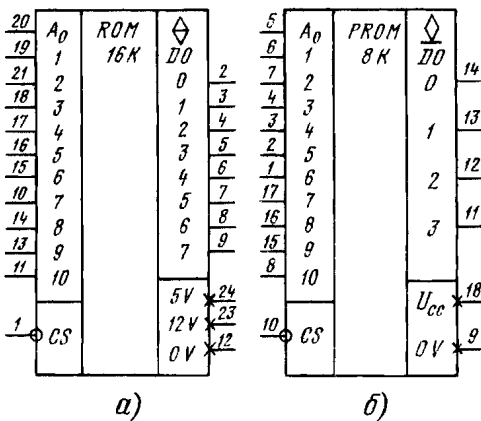 20 A₀ ROM
19 1 16K DO
21 2 0 2
18 3 1 3
17 4 2 4
16 5 3 5
15 6 4 6
10 7 5 7
14 8 6 8
13 9 7 9
11 10
5V 24
12V 23
1 CS
0V 12
а)
5 A₀ PROM
6 1 8K DO
7 2 0 14
4 3
3 4 1 13
2 5
1 6 2 12
17 7
16 8 3 11
15 9
8 10
Ucc 18
10 CS
0V 9
б)